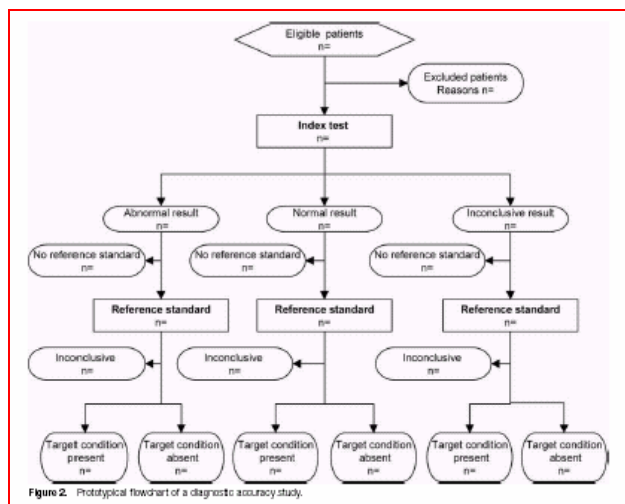 Eligible patients
n=
Excluded patients
Reasons n=
Index test
n=
Abnormal result
n=
Normal result
n=
Inconclusive result
n=
No reference standard
n=
No reference standard
n=
No reference standard
n=
Reference standard
n=
Reference standard
n=
Reference standard
n=
Inconclusive
n=
Inconclusive
n=
Inconclusive
n=
Target condition
present
n=
Target condition
absent
n=
Target condition
present
n=
Target condition
absent
n=
Target condition
present
n=
Target condition
absent
n=
Figure 2. Prototypical flowchart of a diagnostic accuracy study.